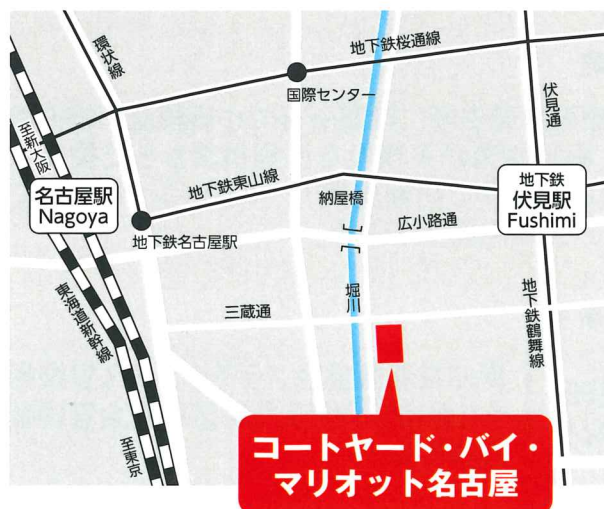 環状線
地下鉄桜通線
国際センター
伏見通
至新大阪
名古屋駅
Nagoya
地下鉄東山線
納屋橋
地下鉄
伏見駅
Fushimi
地下鉄名古屋駅
広小路通
堀川
三蔵通
東海道新幹線
地下鉄鶴舞線
至東京
コートヤード・バイ・
マリオット名古屋